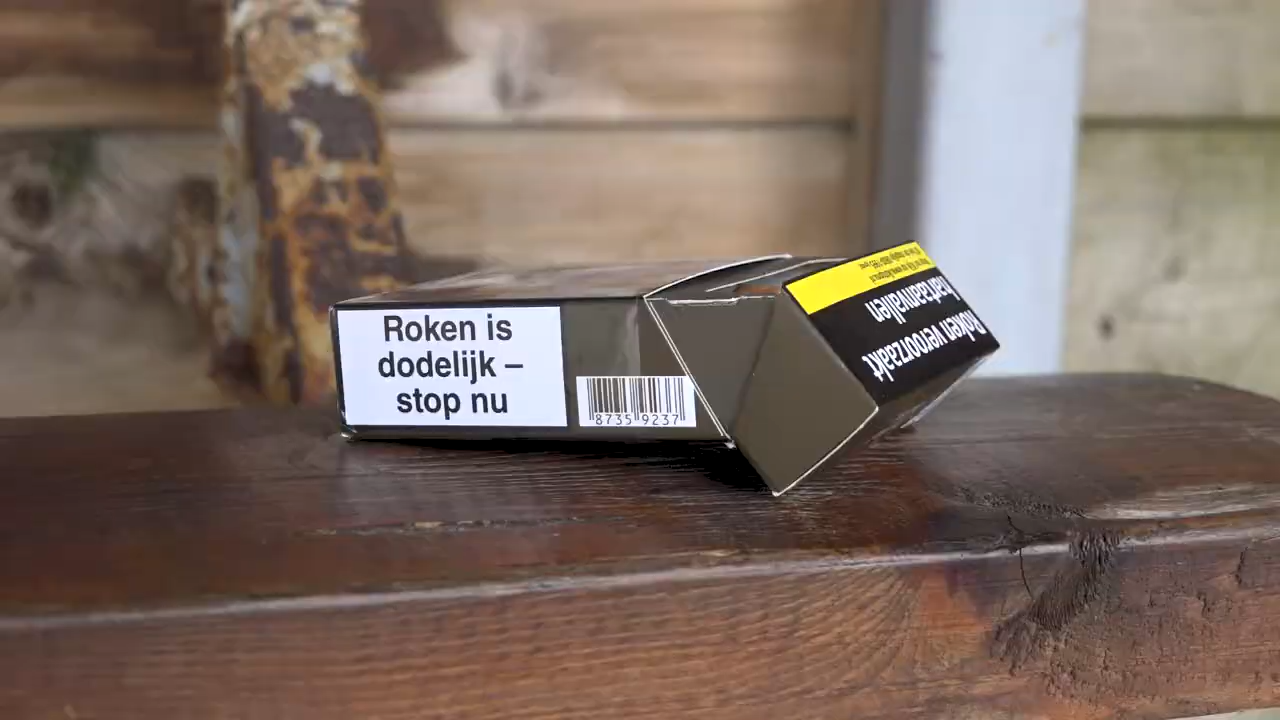 Roken is
dodelijk –
stop nu
8735 9237
Roken veroorzaakt
hartaanvallen